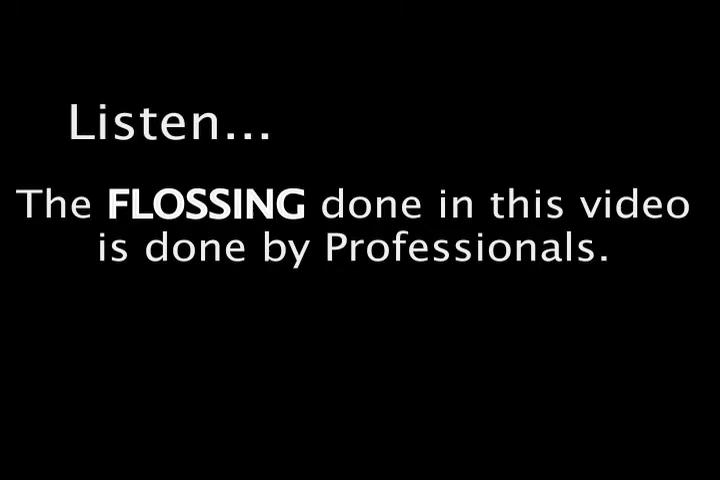 Listen...
The FLOSSING done in this video
is done by Professionals.